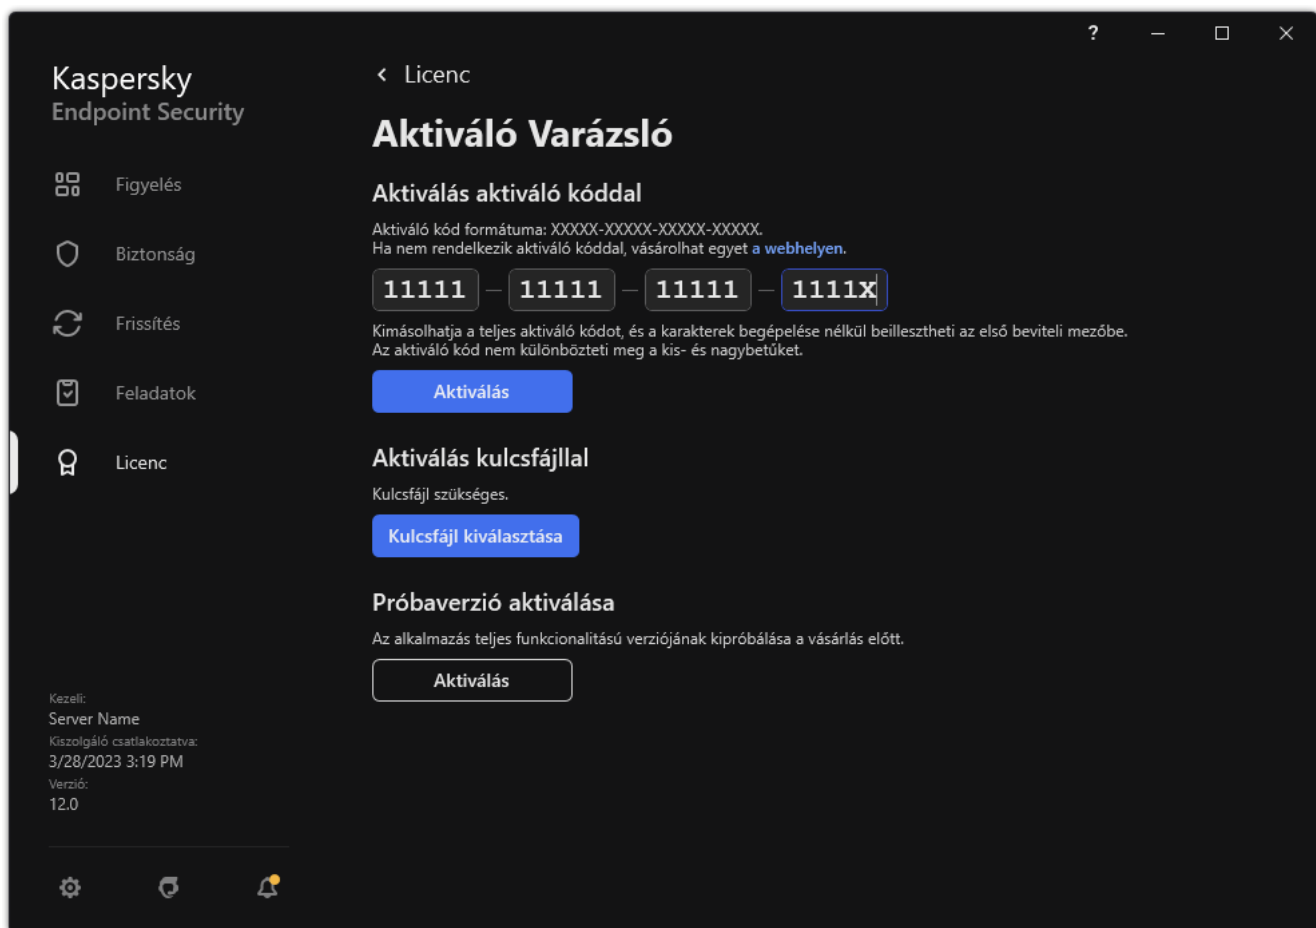 ?
Kaspersky
Endpoint Security
Figyelés
Biztonság
Frissítés
Feladatok
Licenc
Kezeli:
Server Name
Kiszolgáló csatlakoztatva:
3/28/2023 3:19 PM
Verzió:
12.0
Licenc
Aktiváló Varázsló
Aktiválás aktiváló kóddal
Aktiváló kód formátuma: XXXXX-XXXXX-XXXXX-XXXXX.
Ha nem rendelkezik aktiváló kóddal, vásárolhat egyet a webhelyen.
11111 — 11111 — 11111 — 1111X
Kimásolhatja a teljes aktiváló kódot, és a karakterek begépelése nélkül beillesztheti az első beviteli mezőbe.
Az aktiváló kód nem különbözteti meg a kis- és nagybetűket.
Aktiválás
Aktiválás kulcsfájllal
Kulcsfájl szükséges.
Kulcsfájl kiválasztása
Próbaverzió aktiválása
Az alkalmazás teljes funkcionalitású verziójának kipróbálása a vásárlás előtt.
Aktiválás